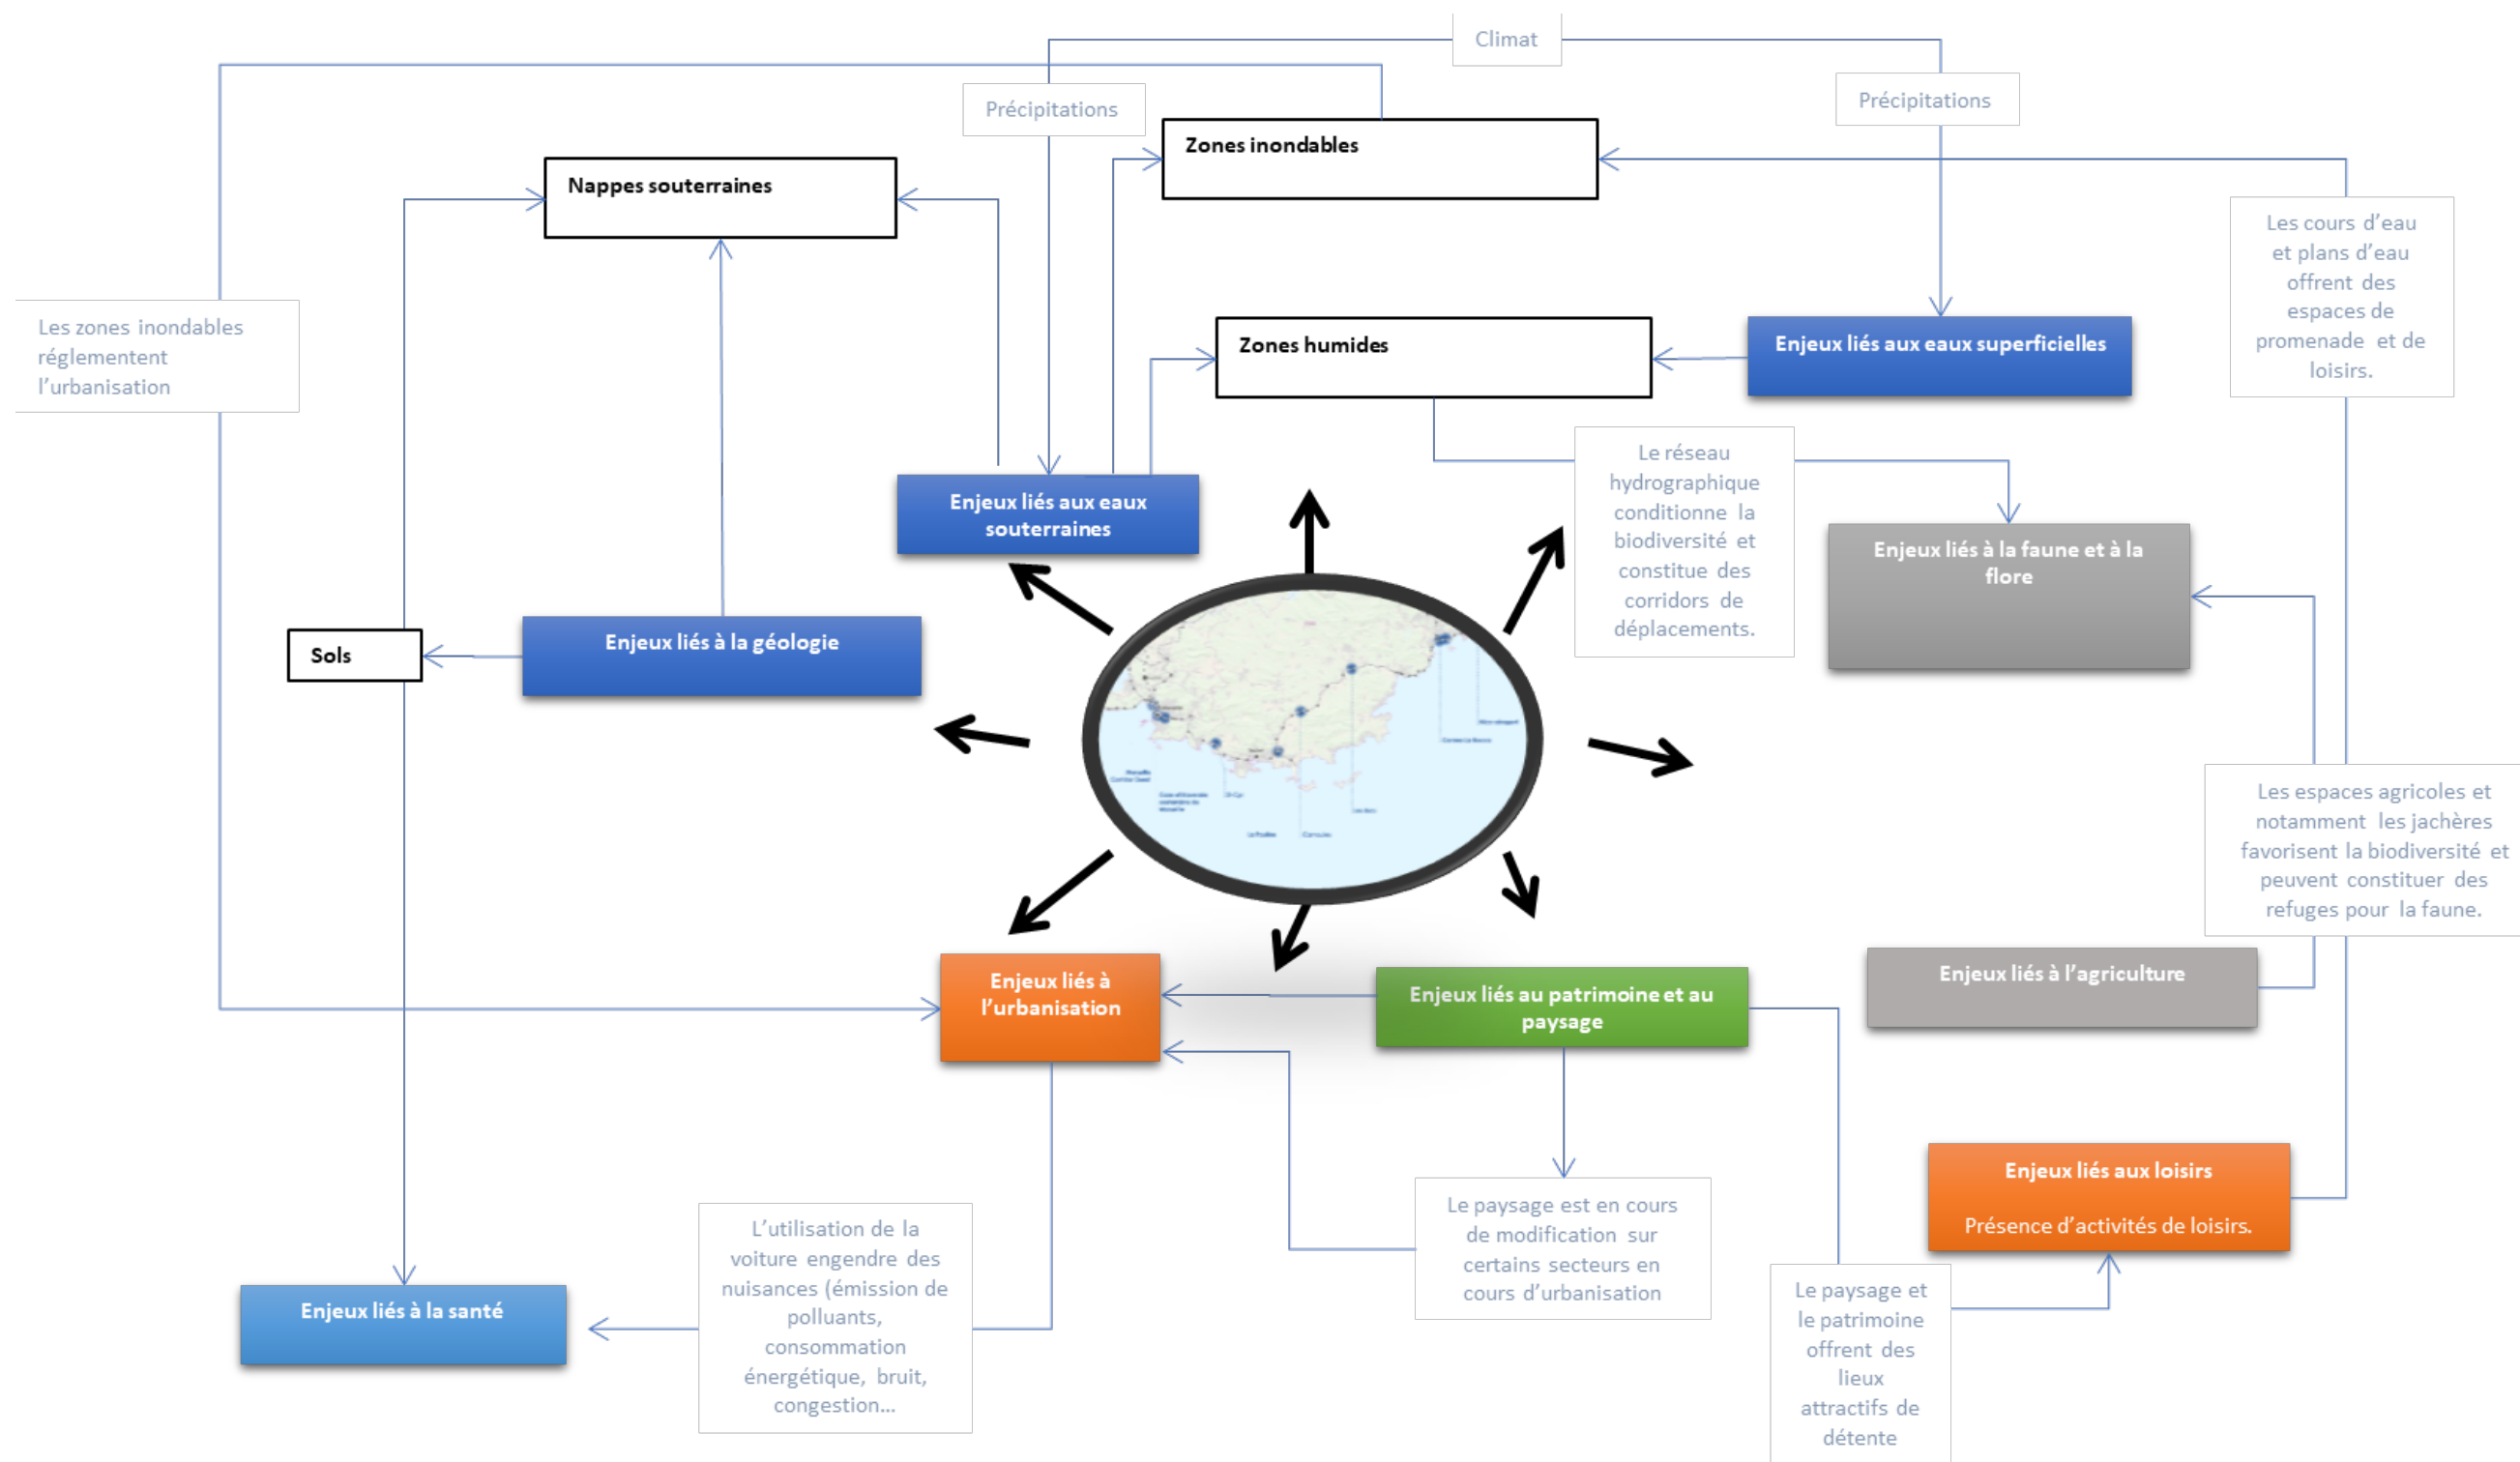 Climat
Précipitations
Précipitations
Zones inondables
Nappes souterraines
Les cours d’eau
et plans d’eau
offrent des
espaces de
promenade et de
loisirs.
Les zones inondables
réglementent
l’urbanisation
Zones humides
Enjeux liés aux eaux superficielles
Le réseau
hydrographique
conditionne la
biodiversité et
constitue des
corridors de
déplacements.
Enjeux liés aux eaux
souterraines
Enjeux liés à la faune et à la
flore
Enjeux liés à la géologie
Sols
Les espaces agricoles et
notamment les jachères
favorisent la biodiversité et
peuvent constituer des
refuges pour la faune.
Enjeux liés à
l’urbanisation
Enjeux liés au patrimoine et au
paysage
Enjeux liés à l’agriculture
Enjeux liés aux loisirs
Présence d’activités de loisirs.
Le paysage est en cours
de modification sur
certains secteurs en
cours d’urbanisation
L’utilisation de la
voiture engendre des
nuisances (émission de
polluants,
consommation
énergétique, bruit,
congestion…
Enjeux liés à la santé
Le paysage et
le patrimoine
offrent des
lieux
attractifs de
détente